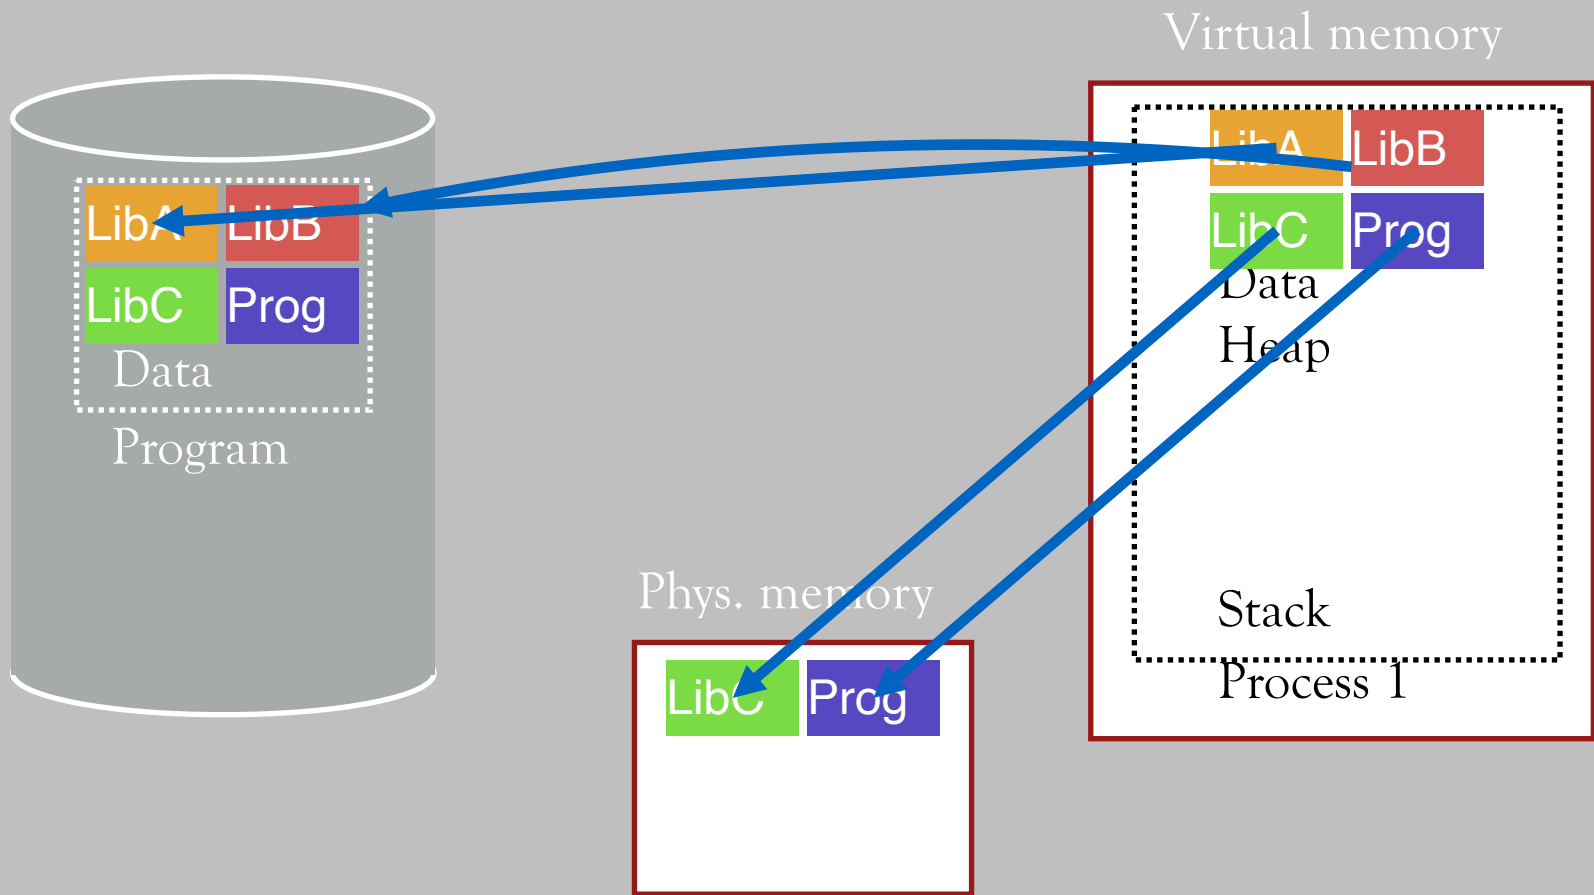 Virtual memory
LibA LibB
LibC Prog
Data
Program
LibA LibB
LibC Prog
Data
Heap
Stack
Process 1
Phys. memory
LibC Prog